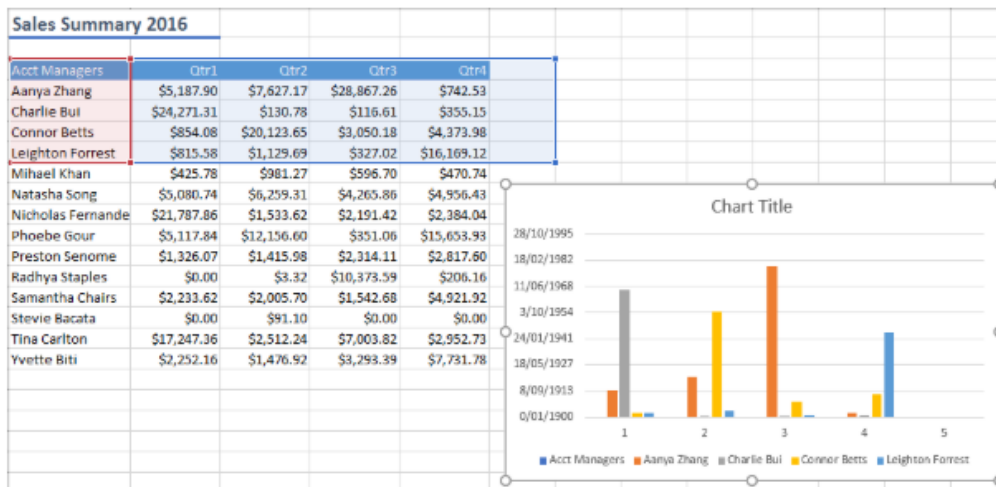 Sales Summary 2016
Acct Managers Qtr1 Qtr2 Qtr3 Qtr4
Aanya Zhang $5,187.90 $7,627.17 $28,867.26 $742.53
Charlie Bui $24,271.31 $130.78 $116.61 $355.15
Connor Betts $854.08 $20,123.65 $3,050.18 $4,373.98
Leighton Forrest $815.58 $1,129.69 $327.02 $16,169.12
Mihael Khan $425.78 $981.27 $596.70 $470.74
Natasha Song $5,080.74 $6,259.31 $4,265.86 $4,956.43
Nicholas Fernande $21,787.86 $1,533.62 $2,191.42 $2,384.04
Phoebe Gour $5,117.84 $12,156.60 $351.06 $15,653.93
Preston Senome $1,326.07 $1,415.98 $2,314.11 $2,817.60
Radhya Staples $0.00 $3.32 $10,373.59 $206.16
Samantha Chairs $2,233.62 $2,005.70 $1,542.68 $4,921.92
Stevie Bacata $0.00 $91.10 $0.00 $0.00
Tina Carlton $17,247.36 $2,512.24 $7,003.82 $2,952.73
Yvette Biti $2,252.16 $1,476.92 $3,293.39 $7,731.78
Chart Title
28/10/1995
18/02/1982
11/06/1968
3/10/1954
24/01/1941
18/05/1927
8/09/1913
0/01/1900
1 2 3 4 5
Acct Managers Aanya Zhang Charlie Bui Connor Betts Leighton Forrest